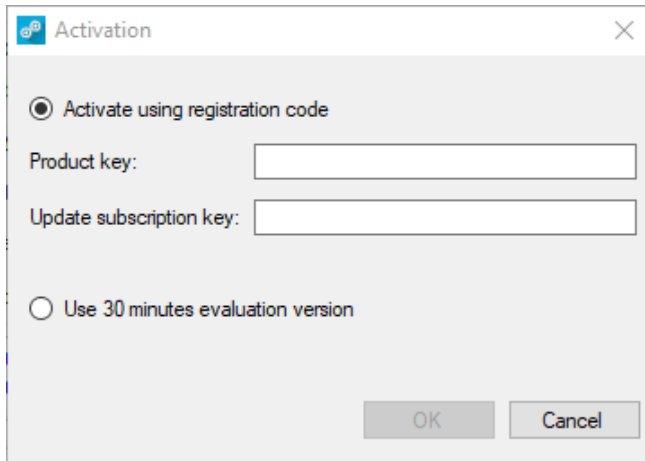 Activation
Activate using registration code
Product key:
Update subscription key:
Use 30 minutes evaluation version
OK Cancel